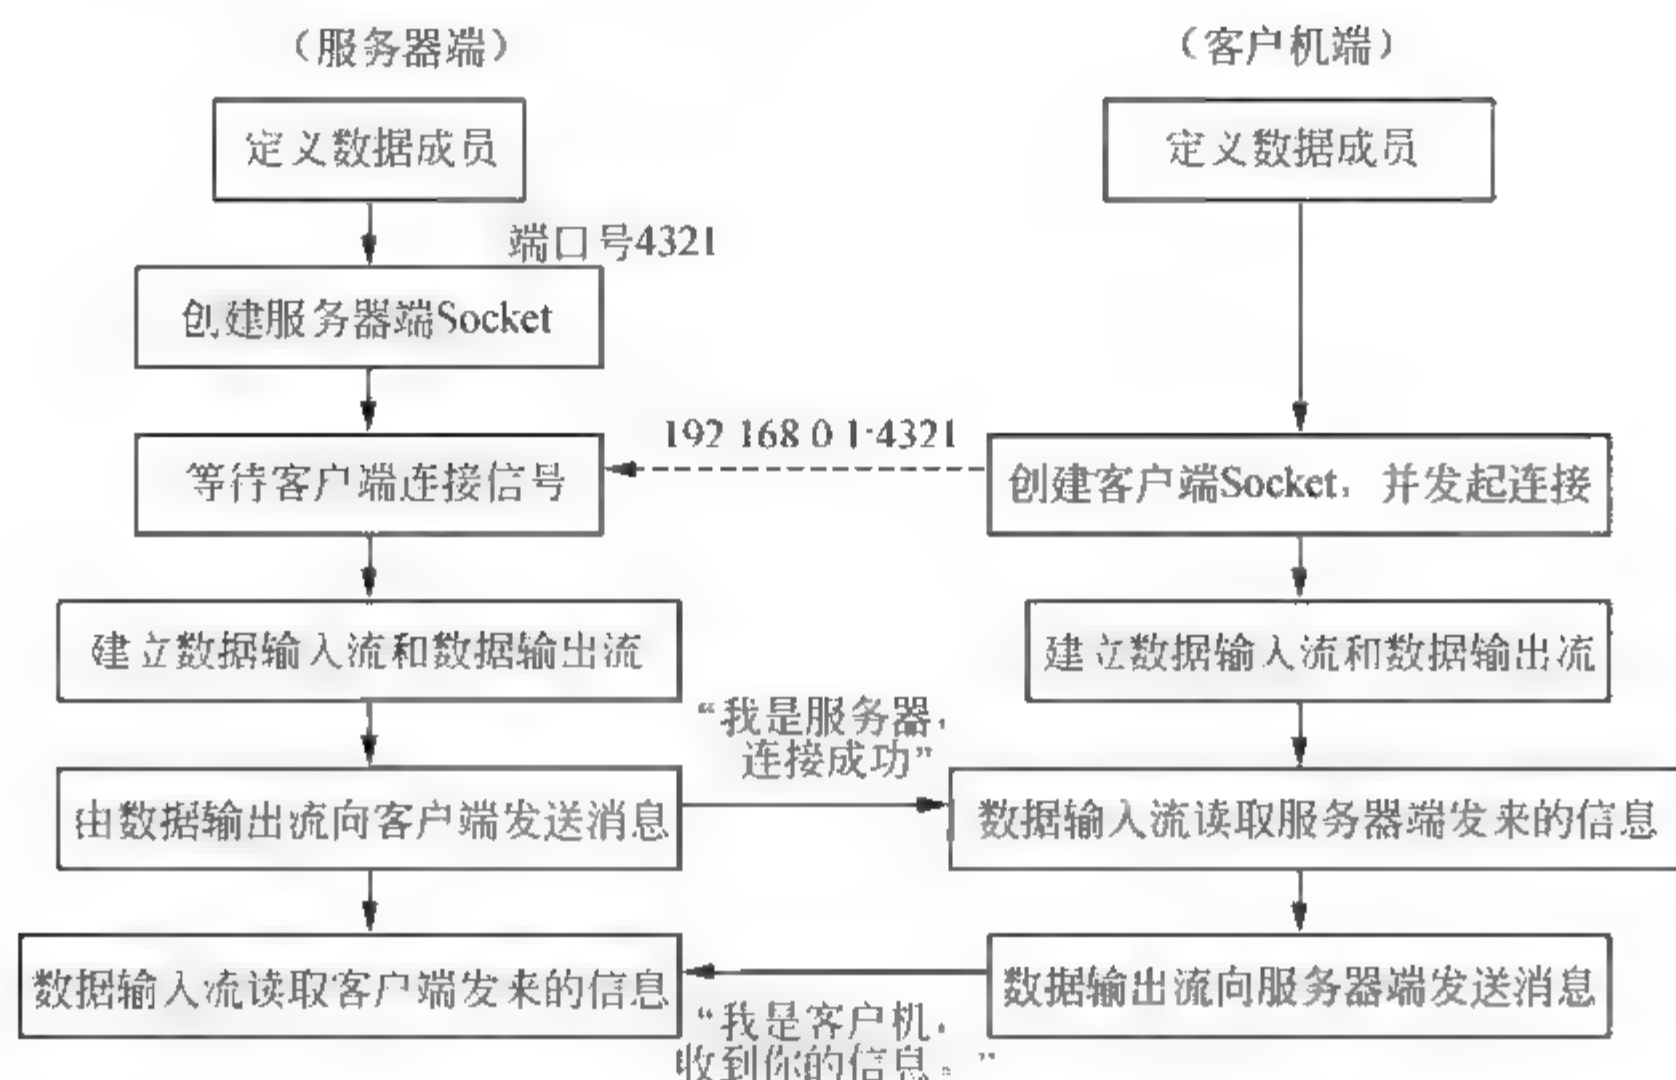 （服务器端）
（客户机端）
定义数据成员
定义数据成员
端口号4321
创建服务器端Socket
192 168 0 1·4321
等待客户端连接信号
创建客户端Socket，并发起连接
建立数据输入流和数据输出流
建立数据输入流和数据输出流
“我是服务器，
连接成功”
由数据输出流向客户端发送消息
数据输入流读取服务器端发来的信息
数据输入流读取客户端发来的信息
数据输出流向服务器端发送消息
“我是客户机，
收到你的信息。”